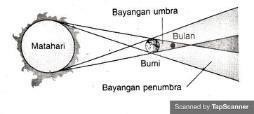 Bayangan umbra
Bulan
Matahari
Bumi
Bayangan penumbra
Scanned by TapScanner